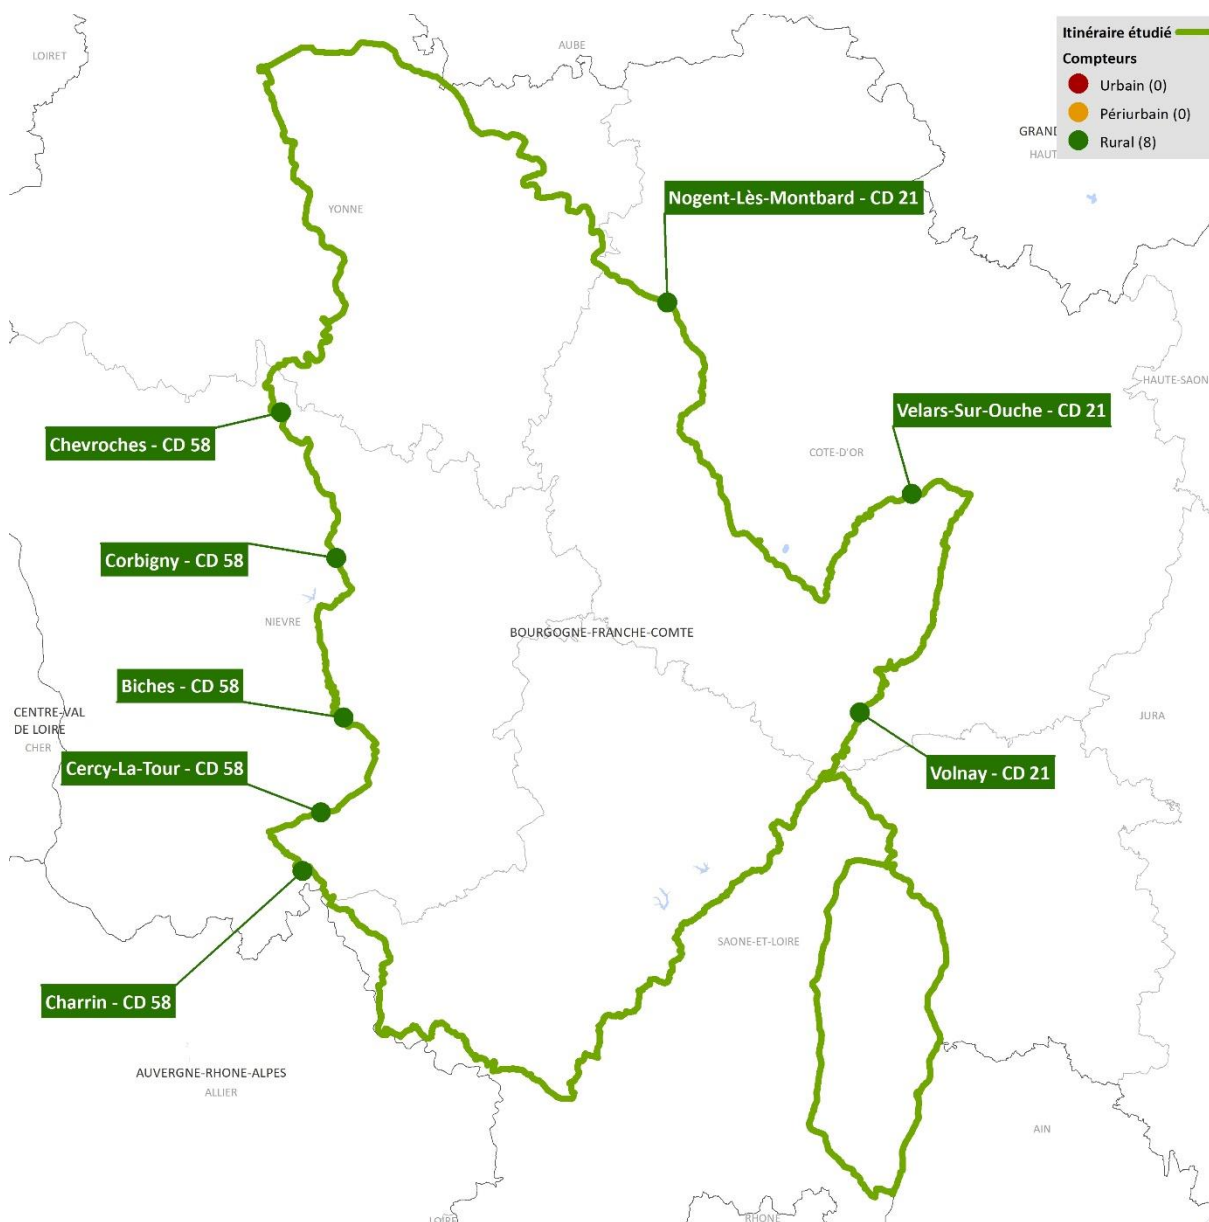 LOIRET
AUBE
Itinéraire étudié
Compteurs
Urbain (0)
Périurbain (0)
Rural (8)
GRAND
HAUT
Nogent-Lès-Montbard - CD 21
YONNE
HAUTE-SAON
Velars-Sur-Ouche - CD 21
Chevroches - CD 58
COTE-D'OR
Corbigny - CD 58
NIEVRE
BOURGOGNE-FRANCHE-COMTE
Biches - CD 58
CENTRE-VAL
DE LOIRE
CHER
JURA
Cercy-La-Tour - CD 58
Volnay - CD 21
SAONE-ET-LOIRE
Charrin - CD 58
AUVERGNE-RHONE-ALPES
ALLIER
AIN
LOIRE
RHONE